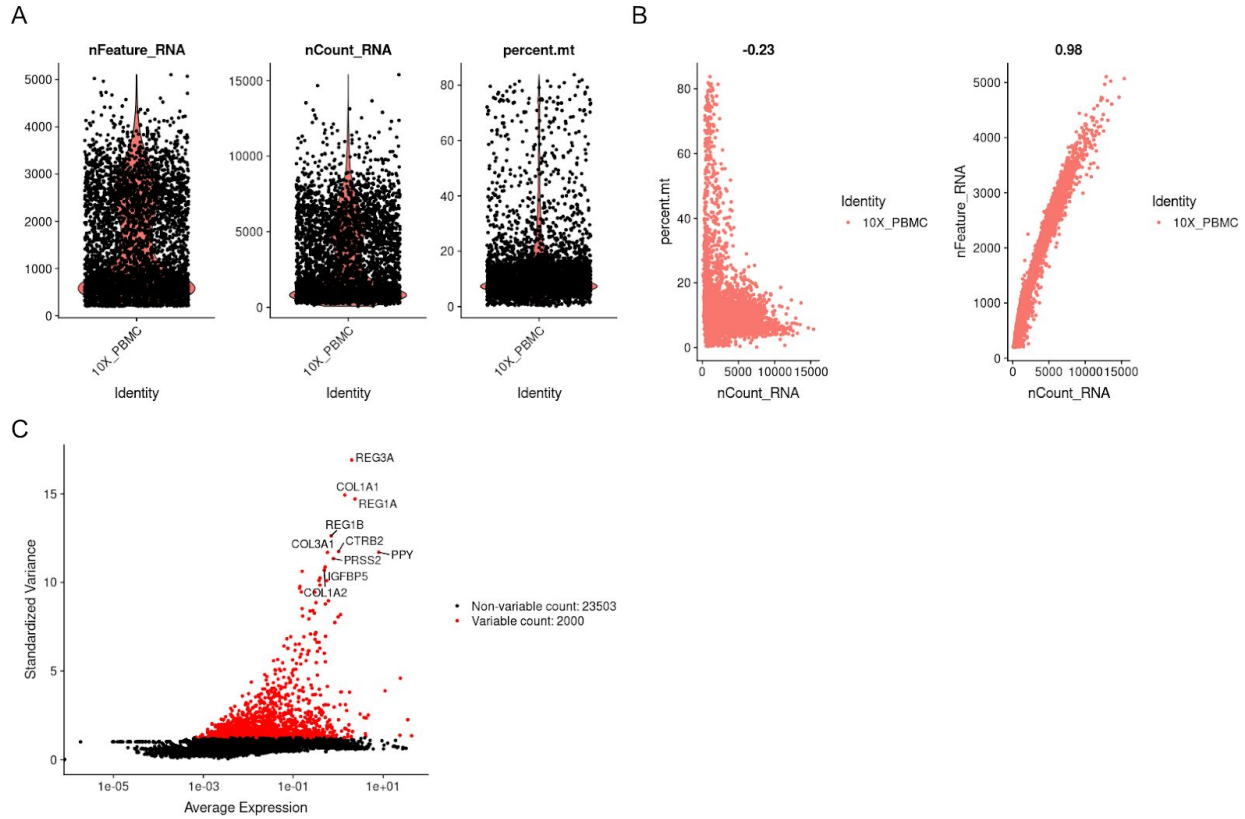 A
nFeature_RNA
5000
4000
3000
2000
1000
0
10X_PBMC
Identity
nCount_RNA
15000
10000
5000
0
10X_PBMC
Identity
percent.mt
80
60
40
20
0
10X_PBMC
Identity
B
-0.23
percent.mt
80
60
40
20
0
0 5000 10000 15000
nCount_RNA
Identity
10X_PBMC
0.98
nFeature_RNA
5000
4000
3000
2000
1000
0
0 5000 10000 15000
nCount_RNA
Identity
10X_PBMC
C
Standardized Variance
15
10
5
0
REG3A
COL1A1
REG1A
REG1B
COL3A1
CTRB2
PPY
PRSS2
IGFBP5
COL1A2
1e-05 1e-03 1e-01 1e+01
Average Expression
Non-variable count: 23503
Variable count: 2000